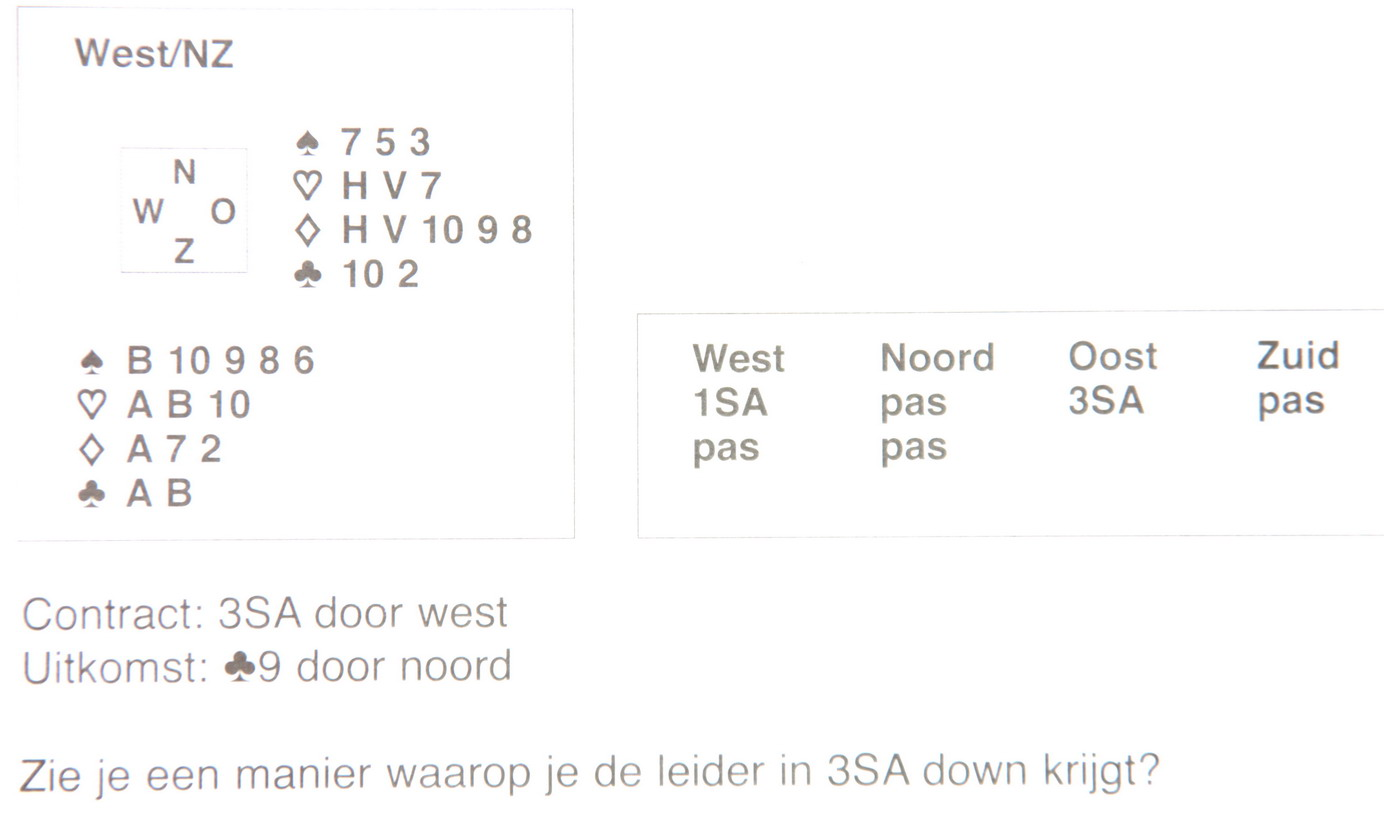 West/NZ
♠ 7 5 3
♡ H V 7
♢ H V 10 9 8
♣ 10 2
N
W O
Z
♠ B 10 9 8 6
♡ A B 10
♢ A 7 2
♣ A B
West Noord Oost Zuid
1SA pas 3SA pas
pas pas
Contract: 3SA door west
Uitkomst: ♣9 door noord
Zie je een manier waarop je de leider in 3SA down krijgt?